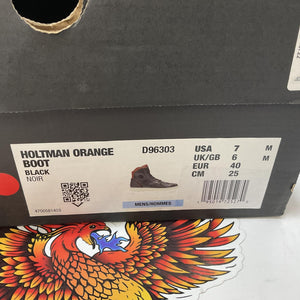 HOLTMAN ORANGE
BOOT
BLACK
NOIR
D96303
USA 7 M
UK/GB 6 M
EUR 40
CM 25
MENS/HOMMES